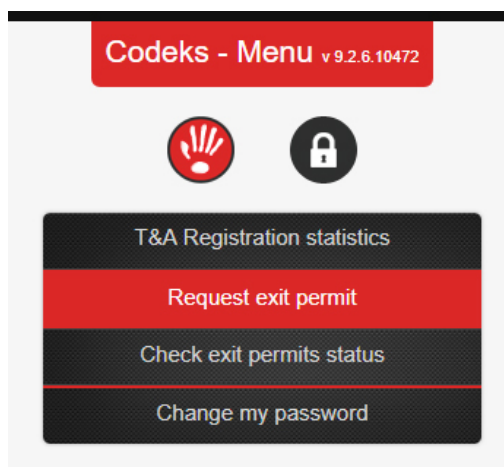 Codeks - Menu v 9.2.6.10472
T&A Registration statistics
Request exit permit
Check exit permits status
Change my password